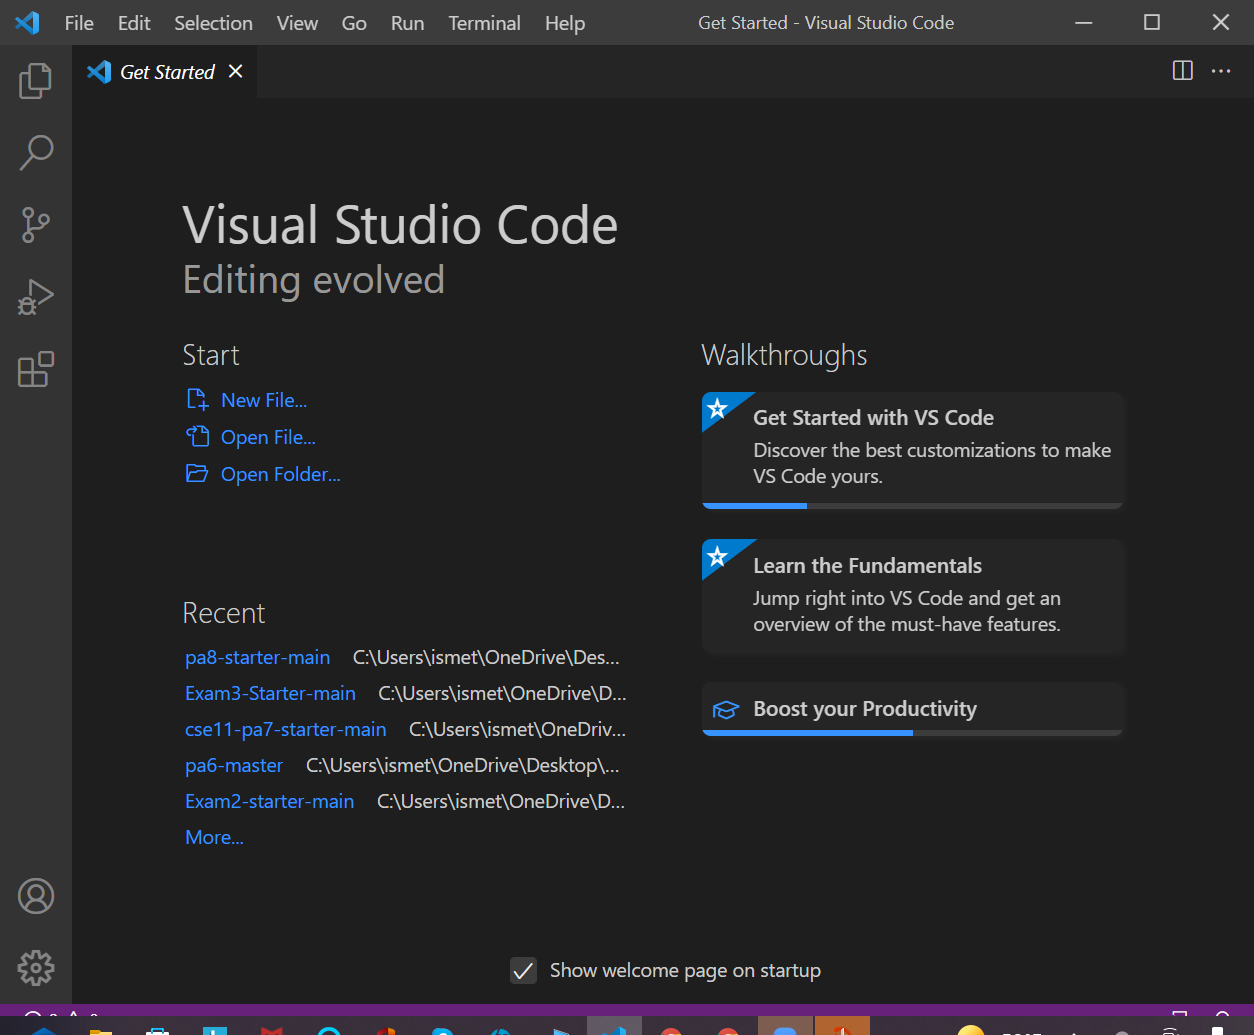 File Edit Selection View Go Run Terminal Help Get Started - Visual Studio Code
Get Started
Visual Studio Code
Editing evolved
Start
New File...
Open File...
Open Folder...
Recent
pa8-starter-main C:\Users\ismet\OneDrive\Des...
Exam3-Starter-main C:\Users\ismet\OneDrive\D...
cse11-pa7-starter-main C:\Users\ismet\OneDriv...
pa6-master C:\Users\ismet\OneDrive\Desktop\...
Exam2-starter-main C:\Users\ismet\OneDrive\D...
More...
Walkthroughs
Get Started with VS Code
Discover the best customizations to make
VS Code yours.
Learn the Fundamentals
Jump right into VS Code and get an
overview of the must-have features.
Boost your Productivity
Show welcome page on startup